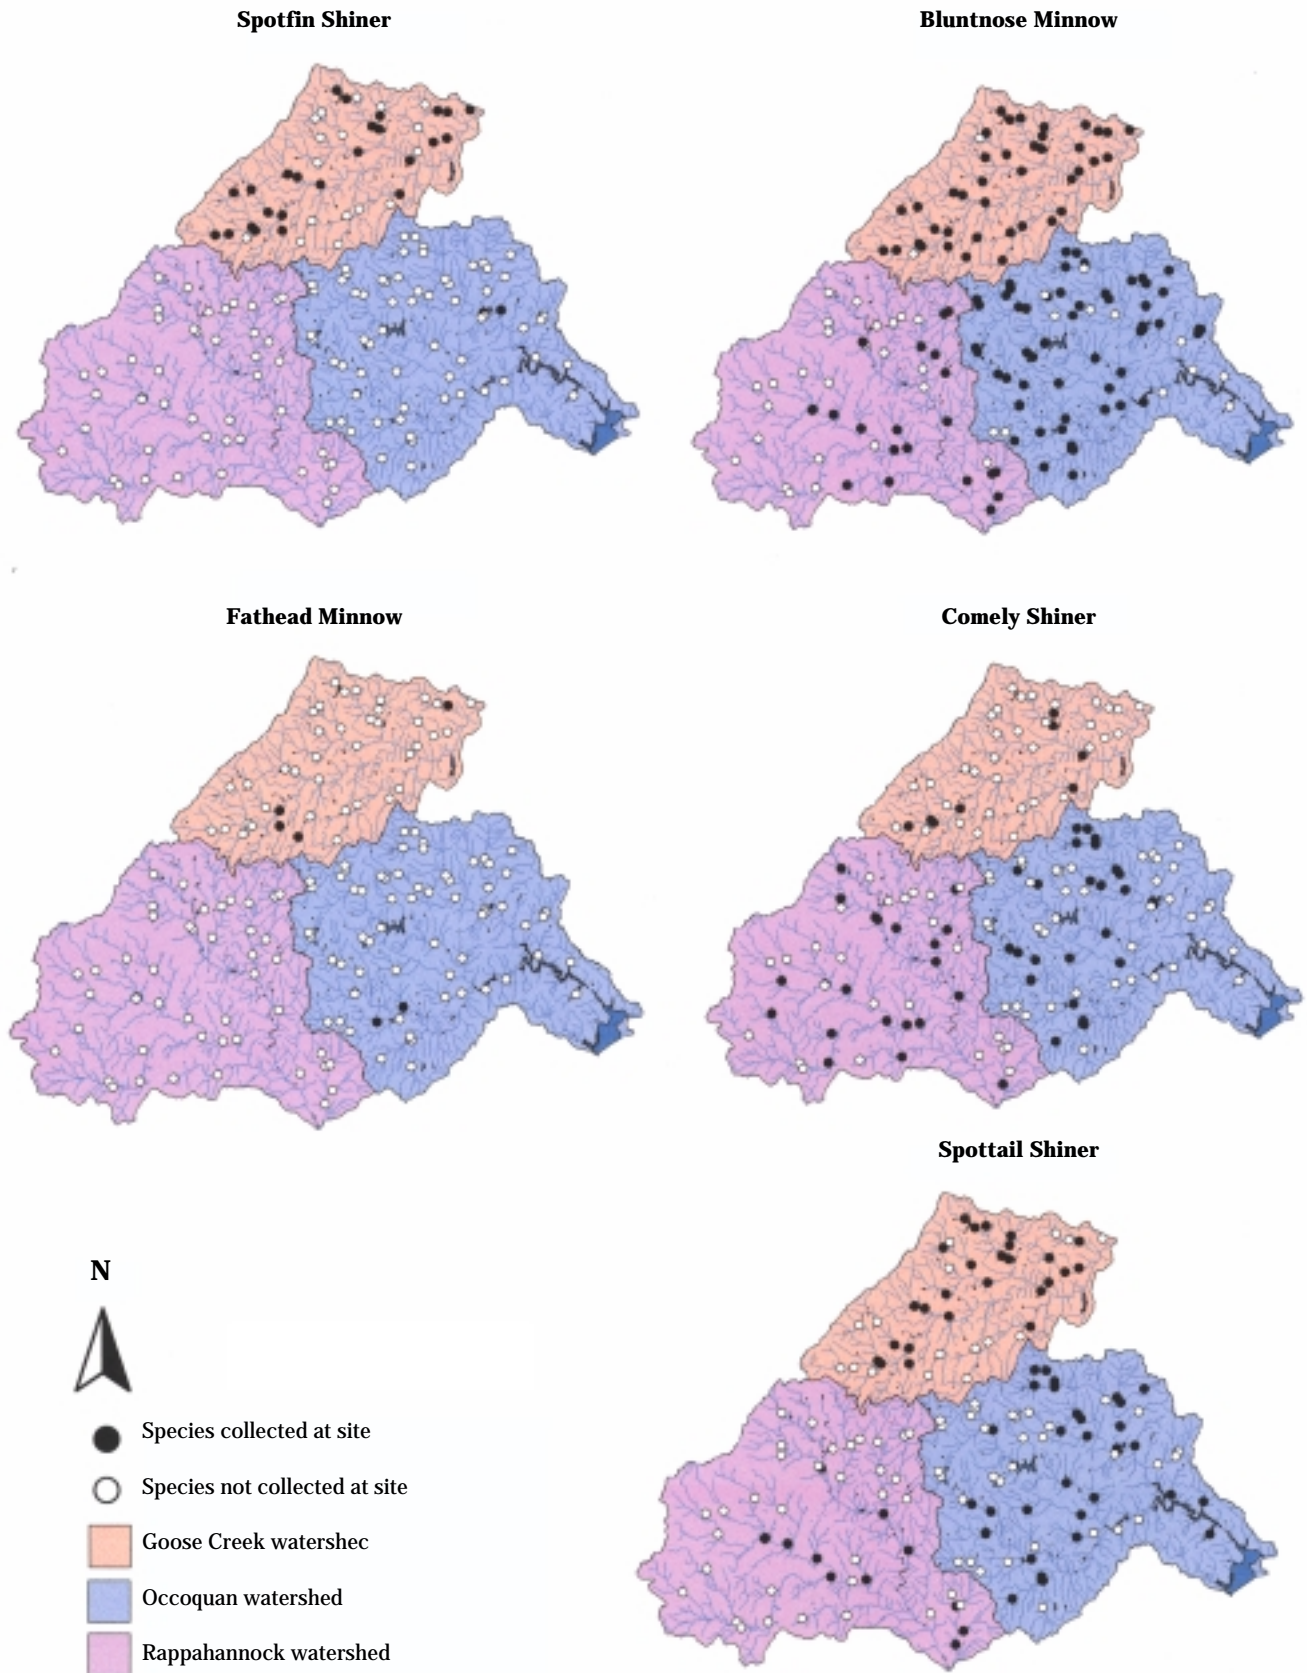 Spotfin Shiner
Bluntnose Minnow
Fathead Minnow
Comely Shiner
Spottail Shiner
N
Species collected at site
Species not collected at site
Goose Creek watershec
Occoquan watershed
Rappahannock watershed